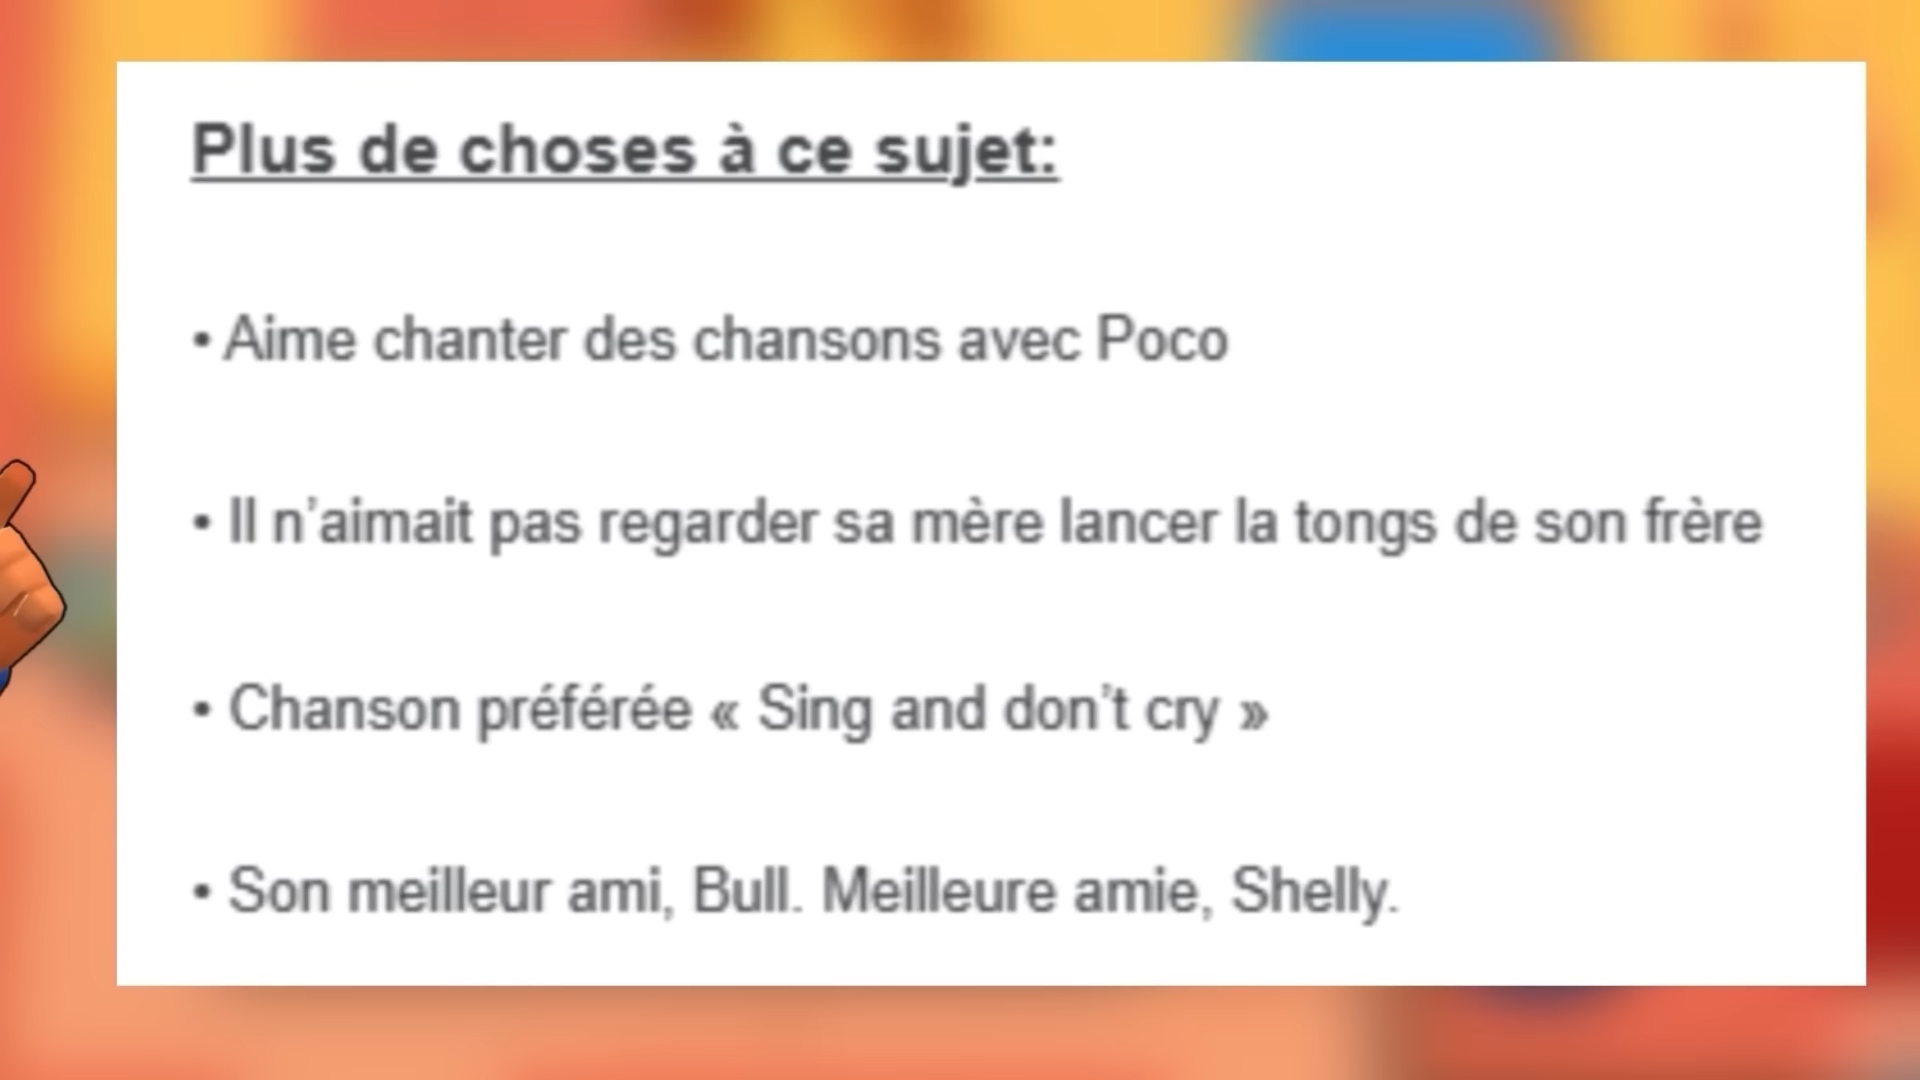 Plus de choses à ce sujet:
• Aime chanter des chansons avec Poco
• Il n’aimait pas regarder sa mère lancer la tongs de son frère
• Chanson préférée « Sing and don’t cry »
• Son meilleur ami, Bull. Meilleure amie, Shelly.